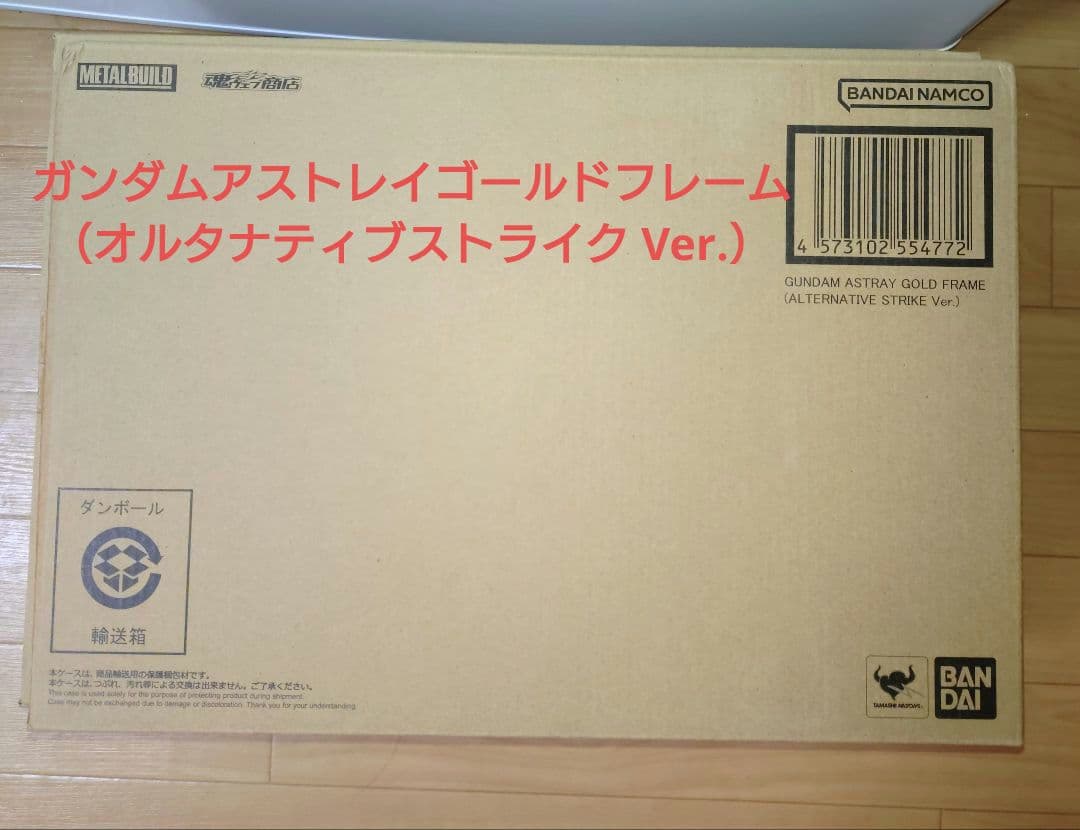 METAL BUILD
魂ウェブ商店
BANDAI NAMCO
ガンダムアストレイゴールドフレーム
（オルタナティブストライク Ver.）
4 573102 554772
GUNDAM ASTRAY GOLD FRAME
(ALTERNATIVE STRIKE Ver.)
ダンボール
輸送箱
本ケースは、商品輸送用の保護梱包材です。
本ケースは、つぶれ、汚れ等による交換は出来ません。ご了承ください。
This case is used solely for the purpose of protecting product during shipment.
Case may not be exchanged due to damage or discoloration. Thank you for your understanding.
TAMASHII NATIONS
BAN
DAI